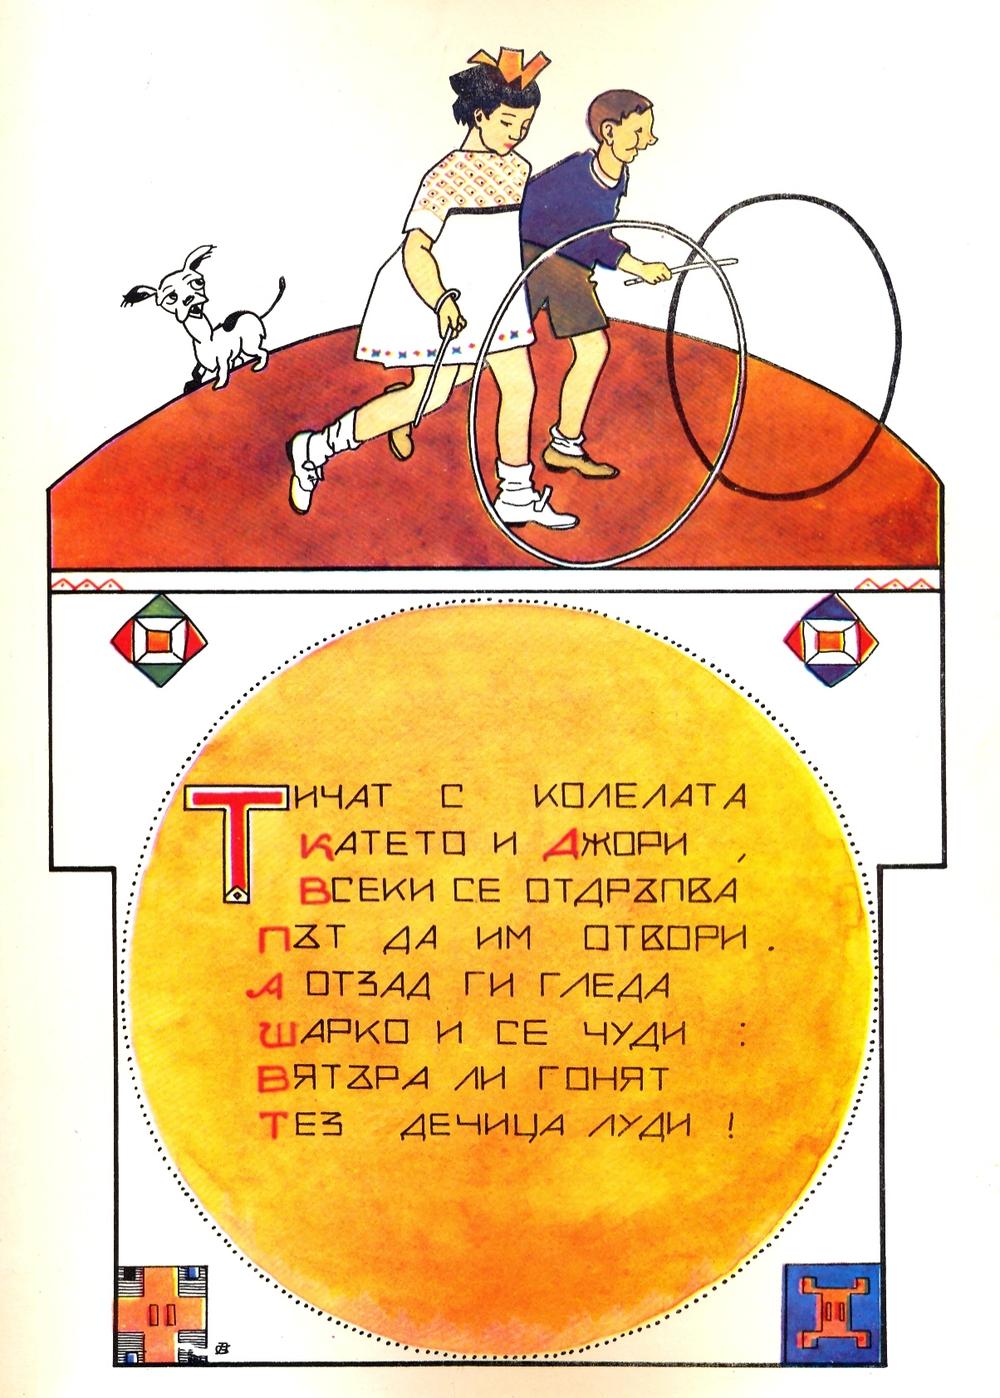 ТИЧАТ С КОЛЕЛАТА
КАТЕТО И ДЖОРИ ,
ВСЕКИ СЕ ОТДРЪПВА
ПЪТ ДА ИМ ОТВОРИ .
А ОТЗАД ГИ ГЛЕДА
ШАРКО И СЕ ЧУДИ :
ВЯТЪРА ЛИ ГОНЯТ
ТЕЗ ДЕЧИЦА ЛУДИ !